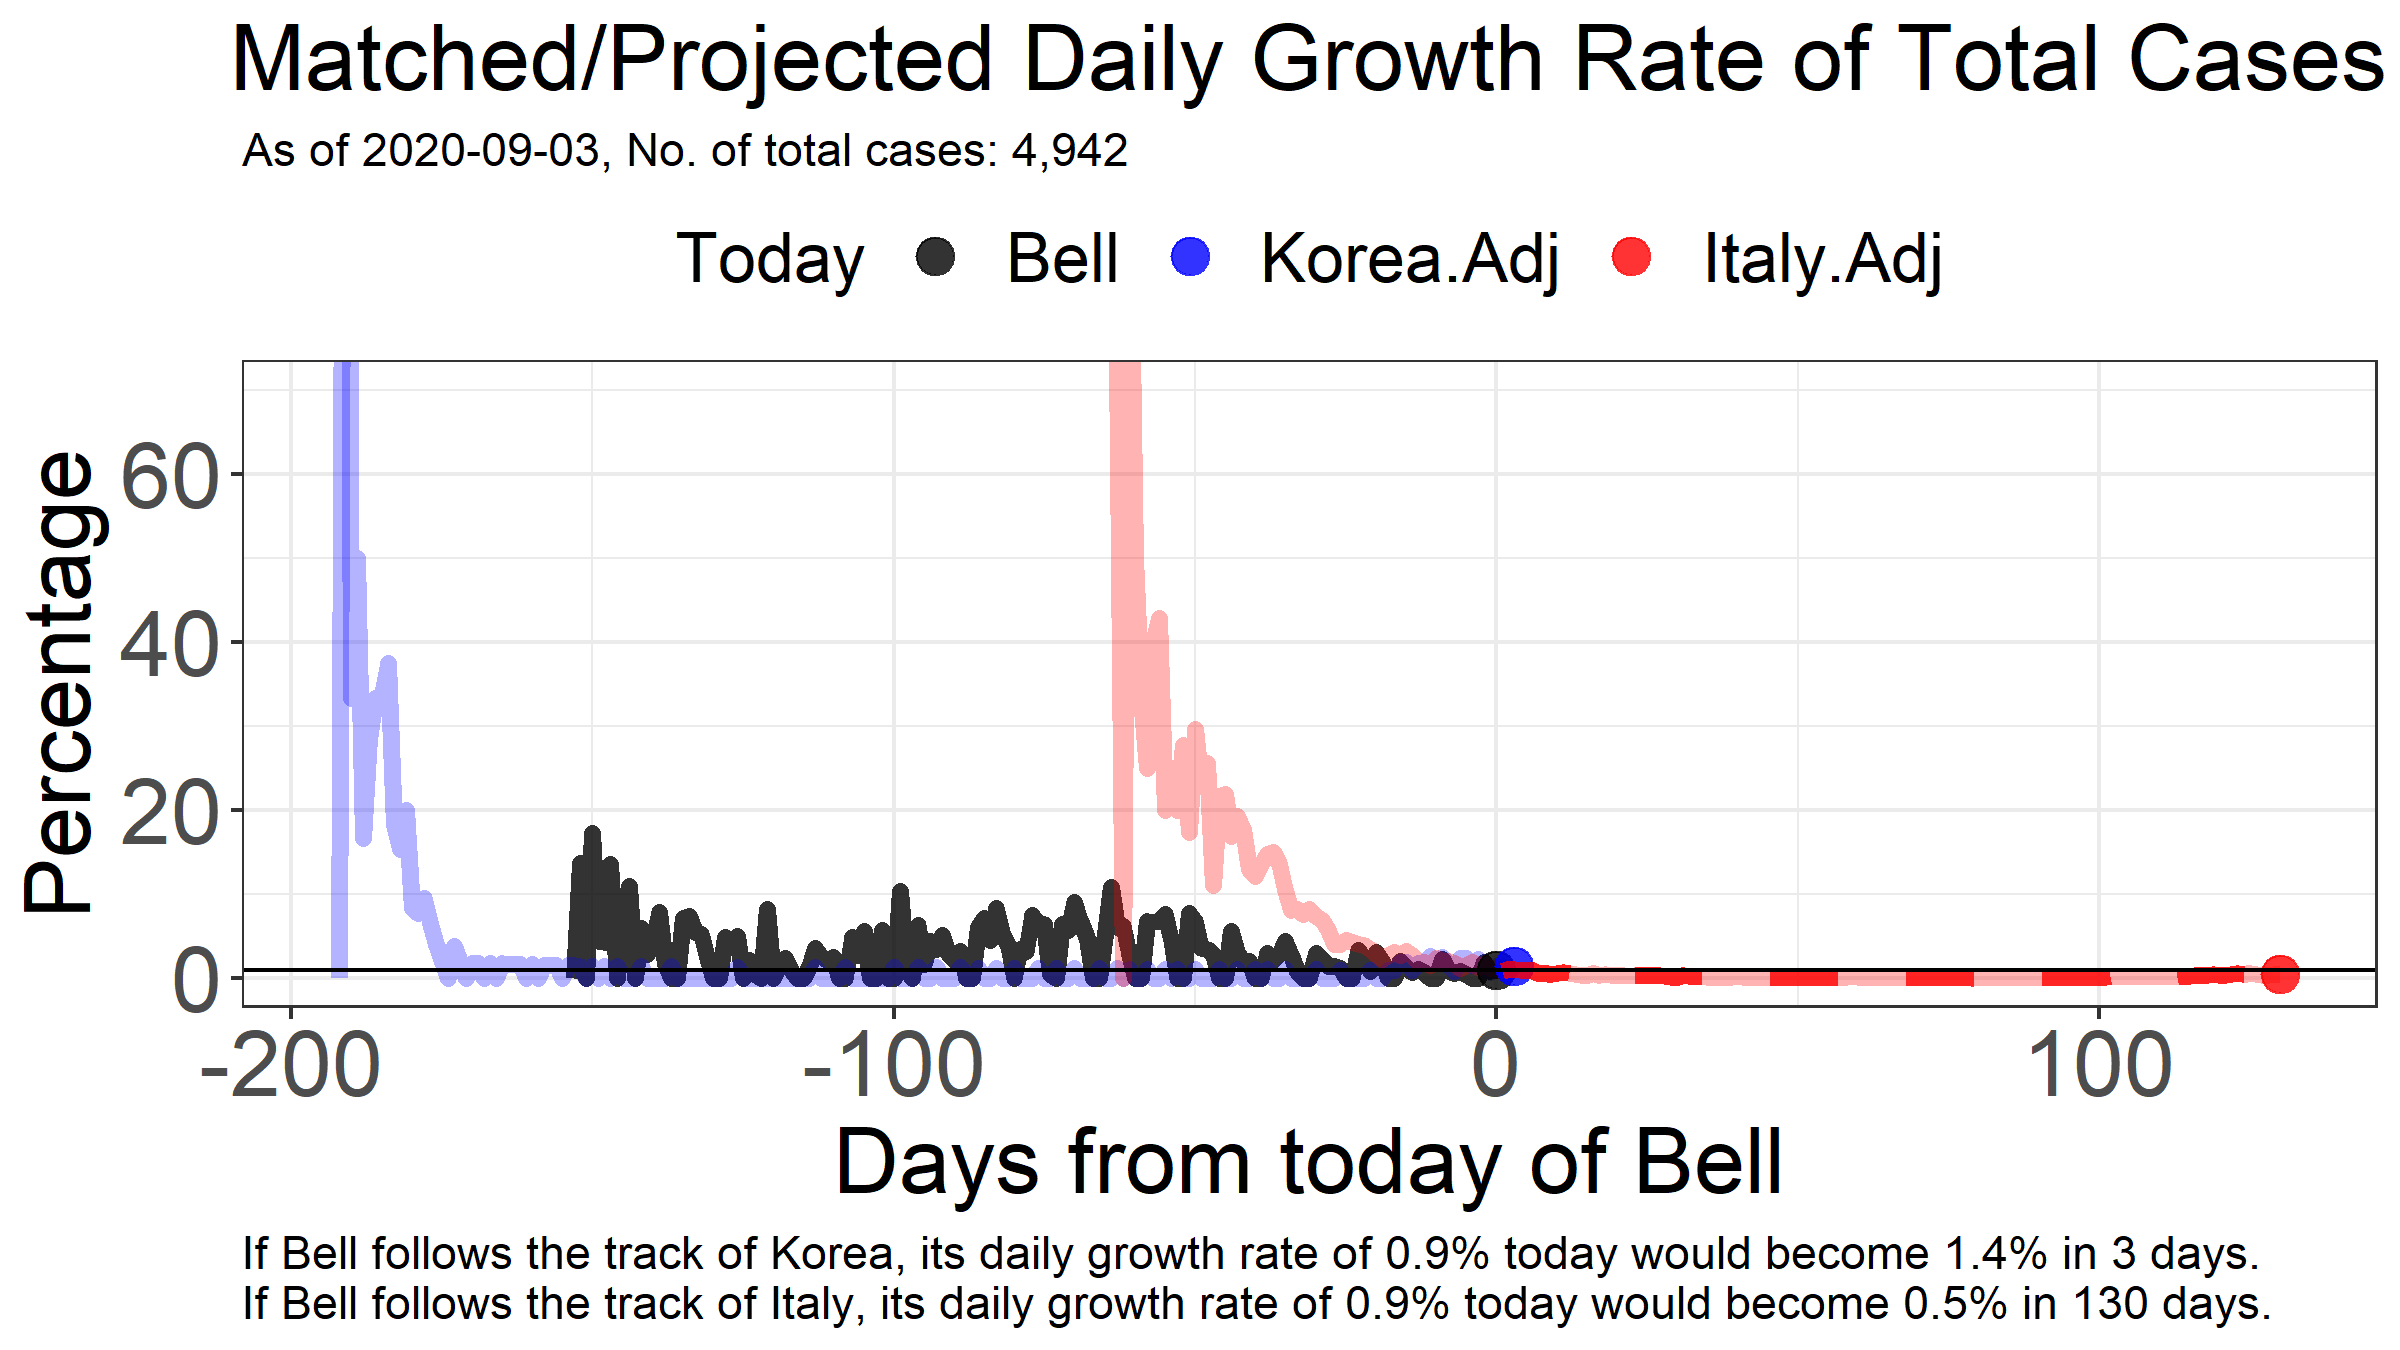 Matched/Projected Daily Growth Rate of Total Cases
As of 2020-09-03, No. of total cases: 4,942
Today Bell Korea.Adj Italy.Adj
Percentage
60
40
20
0
-200 -100 0 100
Days from today of Bell
If Bell follows the track of Korea, its daily growth rate of 0.9% today would become 1.4% in 3 days.
If Bell follows the track of Italy, its daily growth rate of 0.9% today would become 0.5% in 130 days.